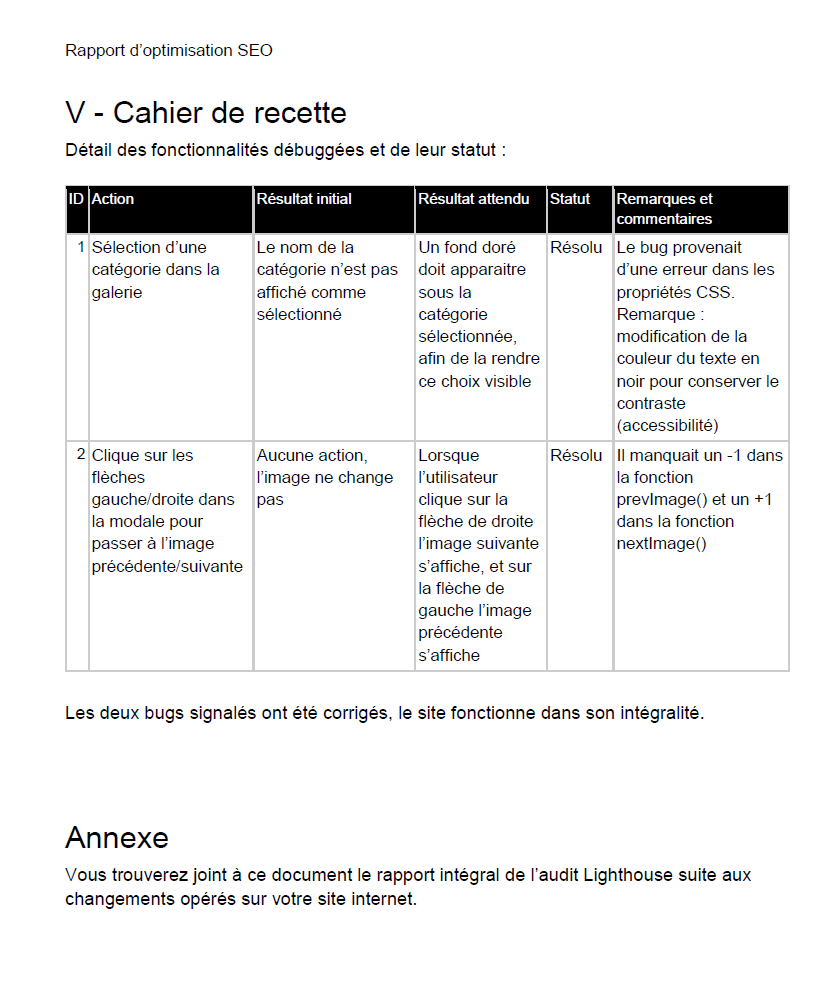 Rapport d’optimisation SEO
V - Cahier de recette
Détail des fonctionnalités débuggées et de leur statut :
ID Action Résultat initial Résultat attendu Statut Remarques et
commentaires
1 Sélection d’une
catégorie dans la
galerie
Le nom de la
catégorie n’est pas
affiché comme
sélectionné
Un fond doré
doit apparaitre
sous la
catégorie
sélectionnée,
afin de la rendre
ce choix visible
Résolu
Le bug provenait
d’une erreur dans les
propriétés CSS.
Remarque :
modification de la
couleur du texte en
noir pour conserver le
contraste
(accessibilité)
2 Clique sur les
flèches
gauche/droite dans
la modale pour
passer à l’image
précédente/suivante
Aucune action,
l’image ne change
pas
Lorsque
l’utilisateur
clique sur la
flèche de droite
l’image suivante
s’affiche, et sur
la flèche de
gauche l’image
précédente
s’affiche
Résolu
Il manquait un -1 dans
la fonction
prevImage() et un +1
dans la fonction
nextImage()
Les deux bugs signalés ont été corrigés, le site fonctionne dans son intégralité.
Annexe
Vous trouverez joint à ce document le rapport intégral de l’audit Lighthouse suite aux
changements opérés sur votre site internet.